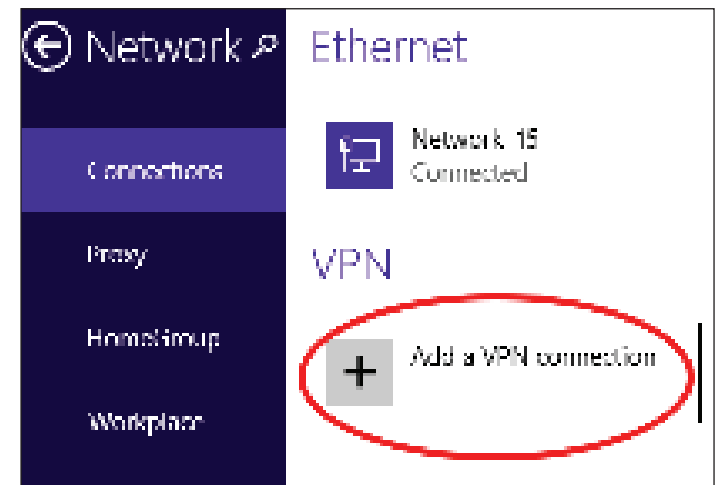 Network
Connections
Proxy
HomeGroup
Workplace
Ethernet
Network 15
Connected
VPN
Add a VPN connection